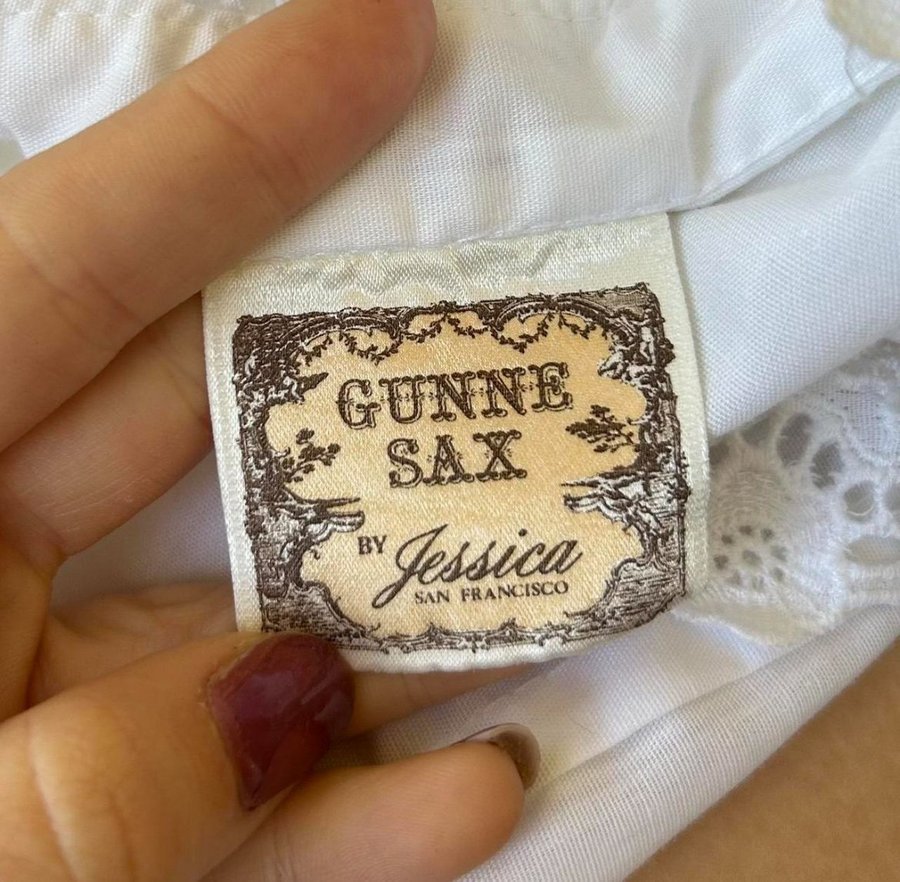 GUNNE
SAX
BY Jessica
SAN FRANCISCO